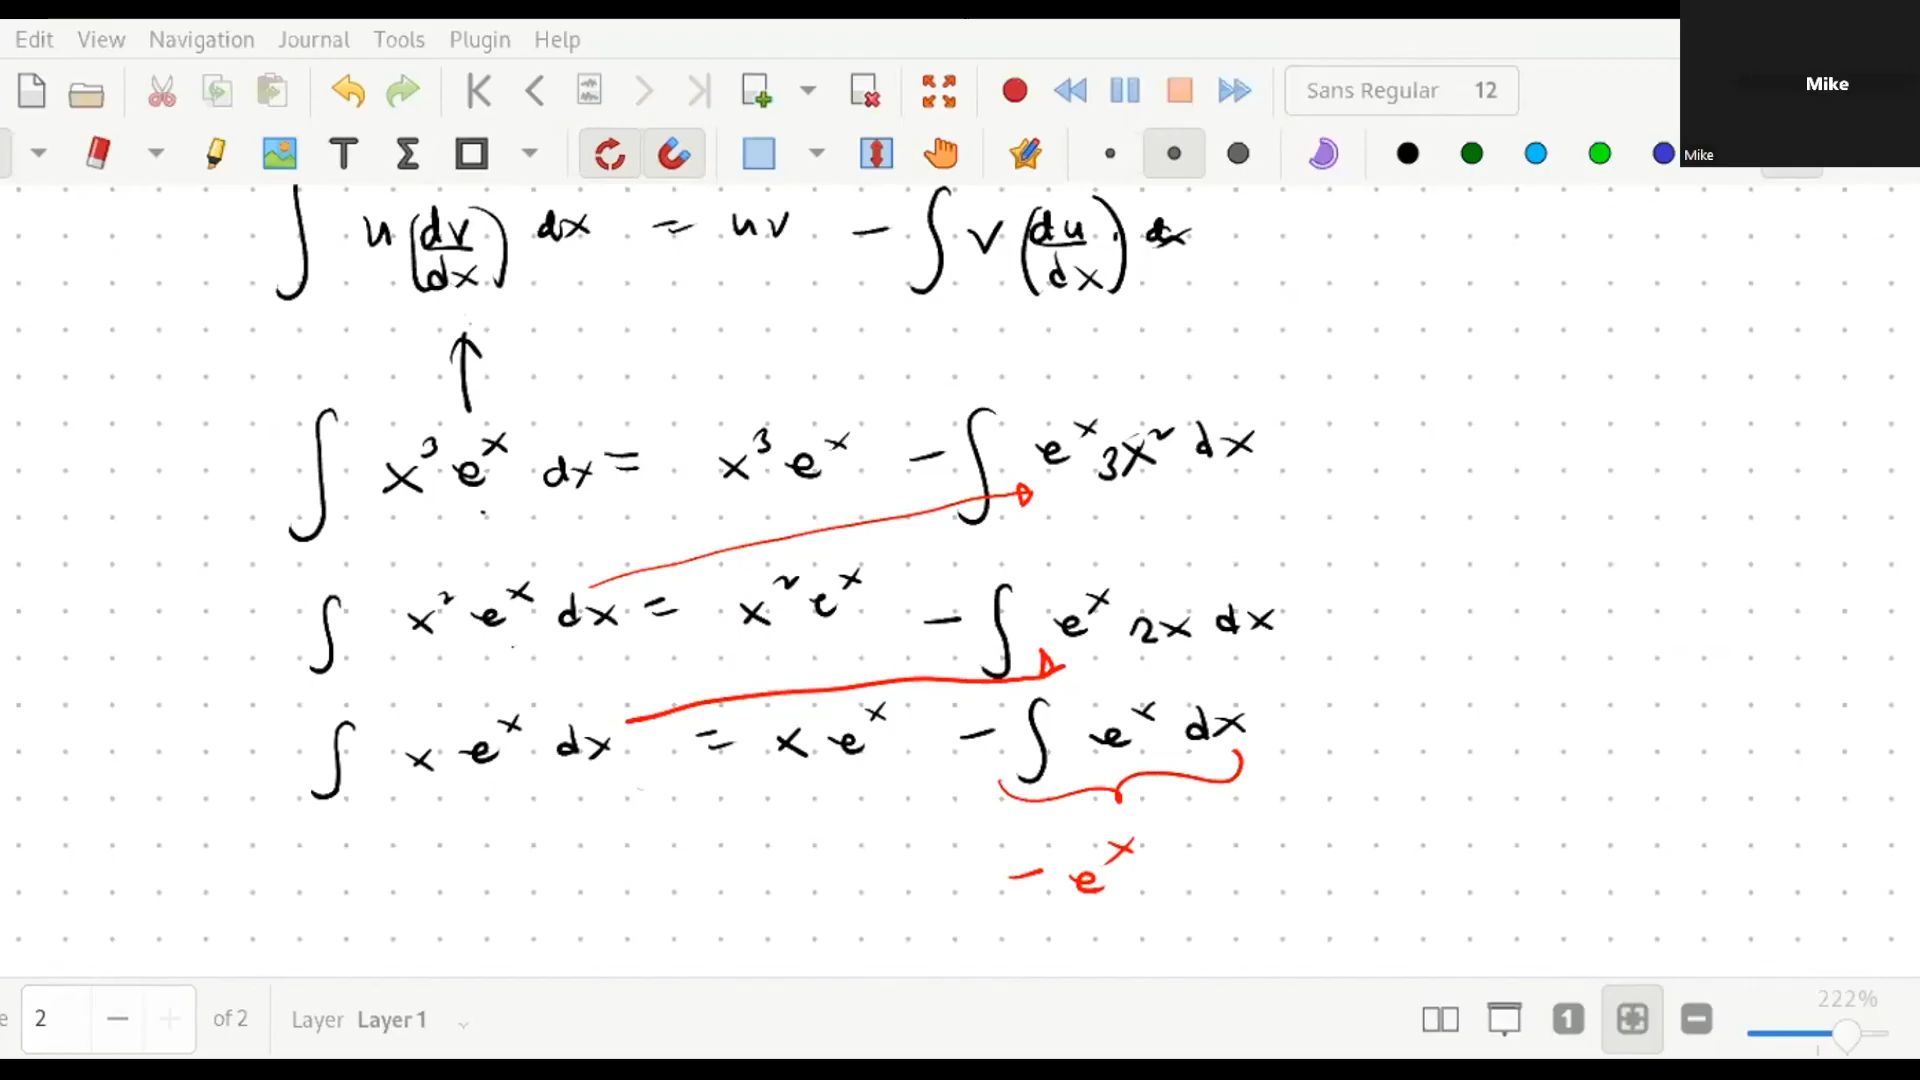 Edit View Navigation Journal Tools Plugin Help
Mike
Sans Regular 12
T Σ
Mike
∫ u (dv/dx) dx = uv − ∫ v (du/dx) dx
∫ x³ eˣ dx = x³ eˣ − ∫ eˣ 3x² dx
∫ x² eˣ dx = x² eˣ − ∫ eˣ 2x dx
∫ x eˣ dx = x eˣ − ∫ eˣ dx
− eˣ
e 2 of 2 Layer Layer 1 1 222%